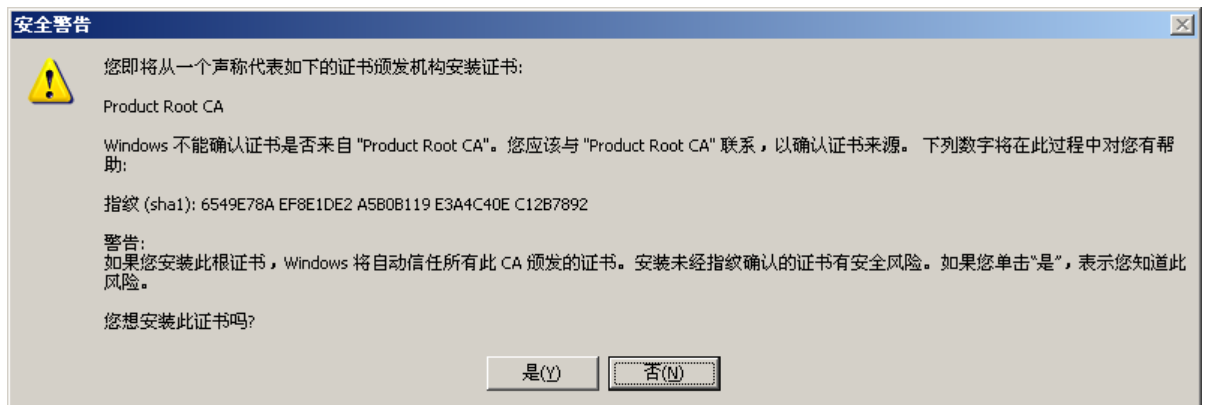 安全警告
您即将从一个声称代表如下的证书颁发机构安装证书:
Product Root CA
Windows 不能确认证书是否来自 "Product Root CA"。您应该与 "Product Root CA" 联系，以确认证书来源。 下列数字将在此过程中对您有帮
助:
指纹 (sha1): 6549E78A EF8E1DE2 A5B0B119 E3A4C40E C12B7892
警告:
如果您安装此根证书，Windows 将自动信任所有此 CA 颁发的证书。安装未经指纹确认的证书有安全风险。如果您单击“是”，表示您知道此
风险。
您想安装此证书吗?
是(Y) 否(N)